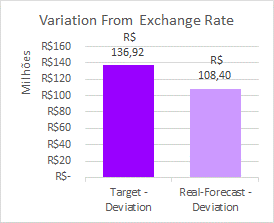 Variation From Exchange Rate
Milhões
R$160
R$140
R$120
R$100
R$80
R$60
R$40
R$20
R$-
R$
136,92
R$
108,40
Target -
Deviation
Real-Forecast -
Deviation